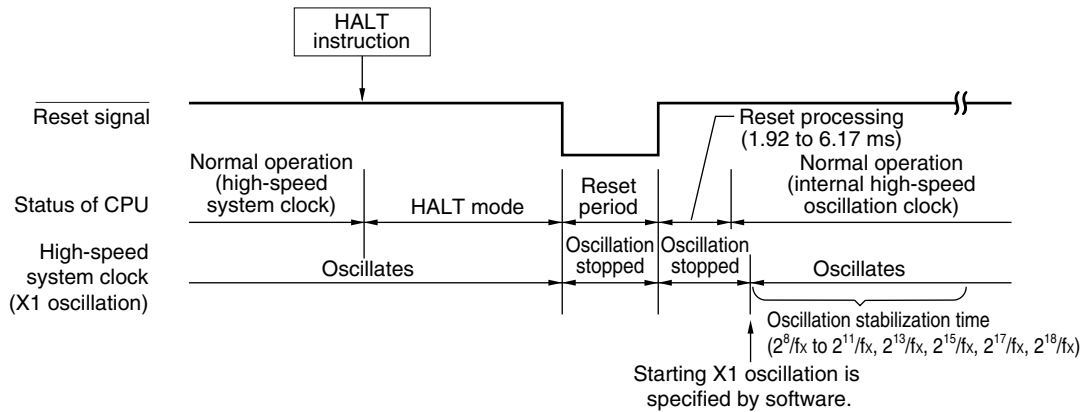 HALT
instruction
Reset signal
Reset processing
(1.92 to 6.17 ms)
Status of CPU
Normal operation
(high-speed
system clock)
HALT mode
Reset
period
Normal operation
(internal high-speed
oscillation clock)
High-speed
system clock
(X1 oscillation)
Oscillates
Oscillation
stopped
Oscillation
stopped
Oscillates
Oscillation stabilization time
(2⁸/fx to 2¹¹/fx, 2¹³/fx, 2¹⁵/fx, 2¹⁷/fx, 2¹⁸/fx)
Starting X1 oscillation is
specified by software.